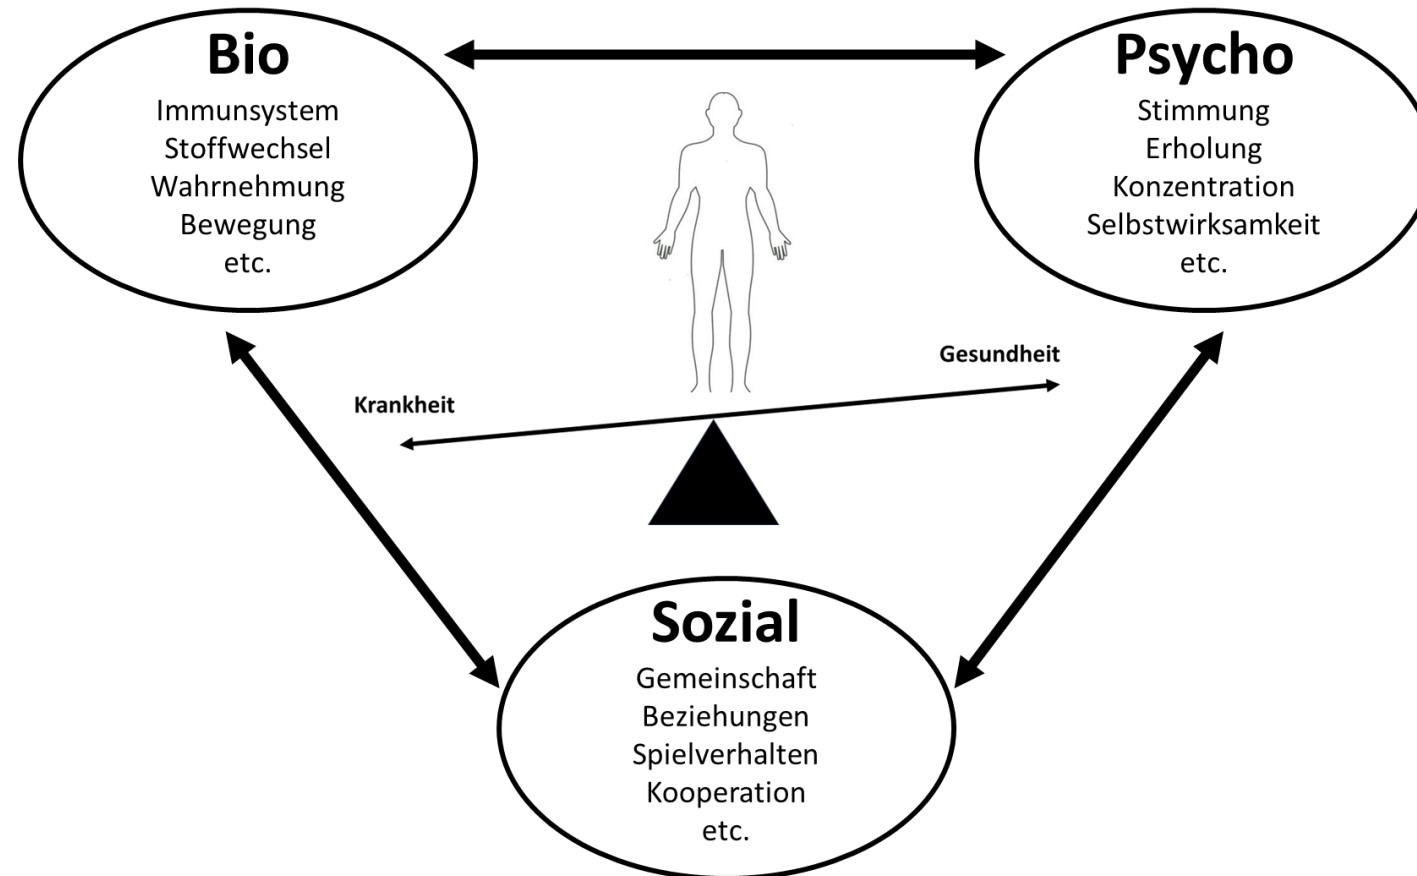 Bio
Immunsystem
Stoffwechsel
Wahrnehmung
Bewegung
etc.
Psycho
Stimmung
Erholung
Konzentration
Selbstwirksamkeit
etc.
Gesundheit
Krankheit
Sozial
Gemeinschaft
Beziehungen
Spielverhalten
Kooperation
etc.